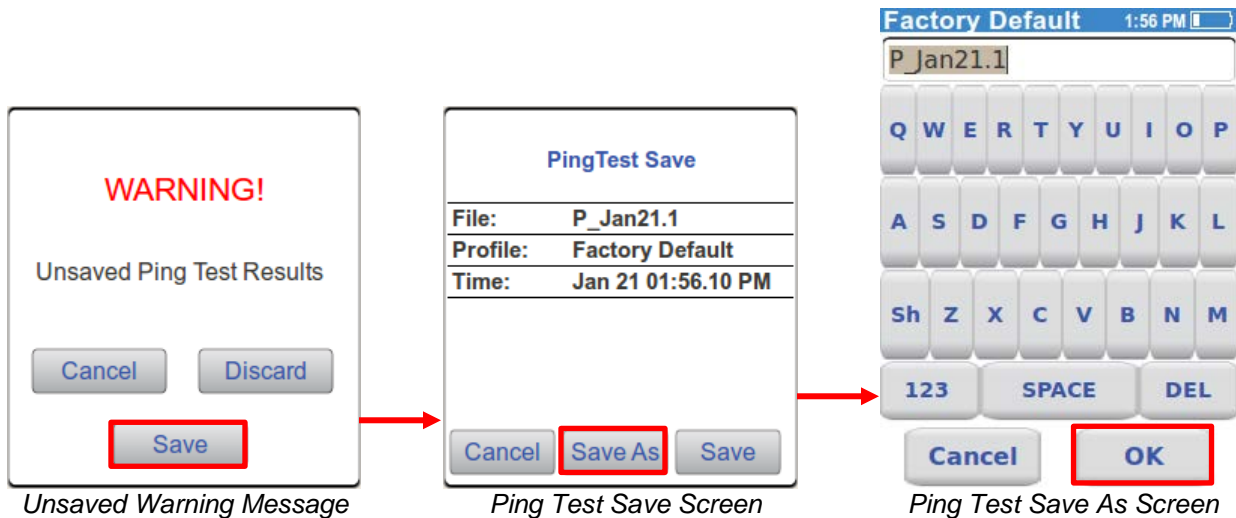 WARNING!
Unsaved Ping Test Results
Cancel Discard
Save
Unsaved Warning Message
PingTest Save
File: P_Jan21.1
Profile: Factory Default
Time: Jan 21 01:56.10 PM
Cancel Save As Save
Ping Test Save Screen
Factory Default 1:56 PM
P_Jan21.1
Q W E R T Y U I O P
A S D F G H J K L
Sh Z X C V B N M
123 SPACE DEL
Cancel OK
Ping Test Save As Screen